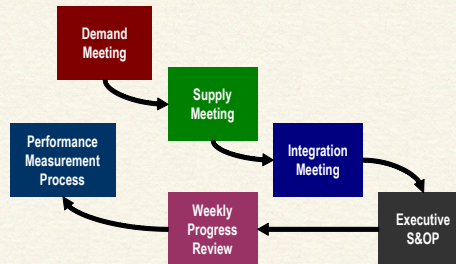 Demand
Meeting
Supply
Meeting
Integration
Meeting
Executive
S&OP
Weekly
Progress
Review
Performance
Measurement
Process